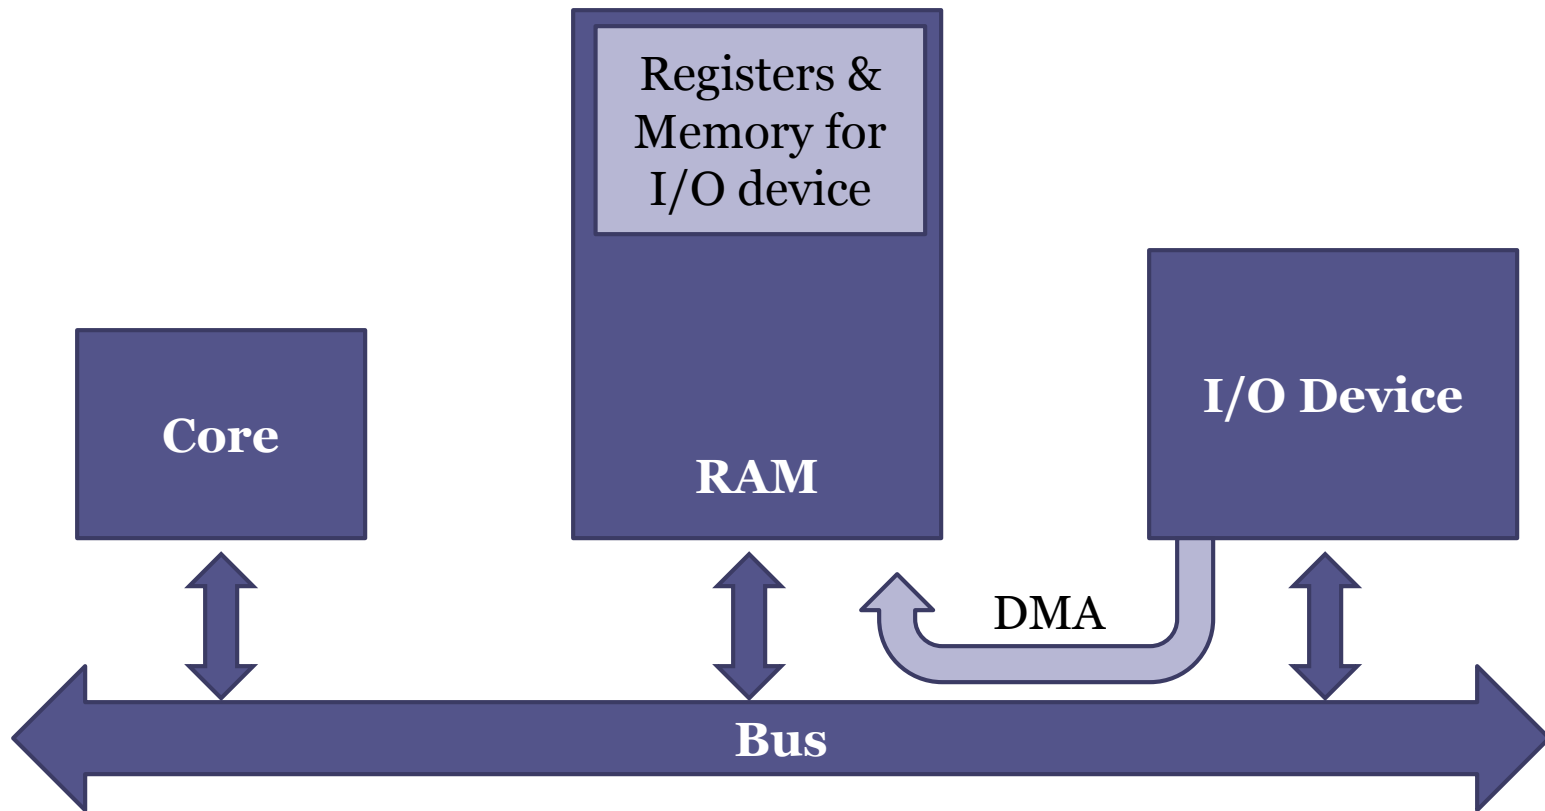 Registers &
Memory for
I/O device
Core
RAM
I/O Device
DMA
Bus